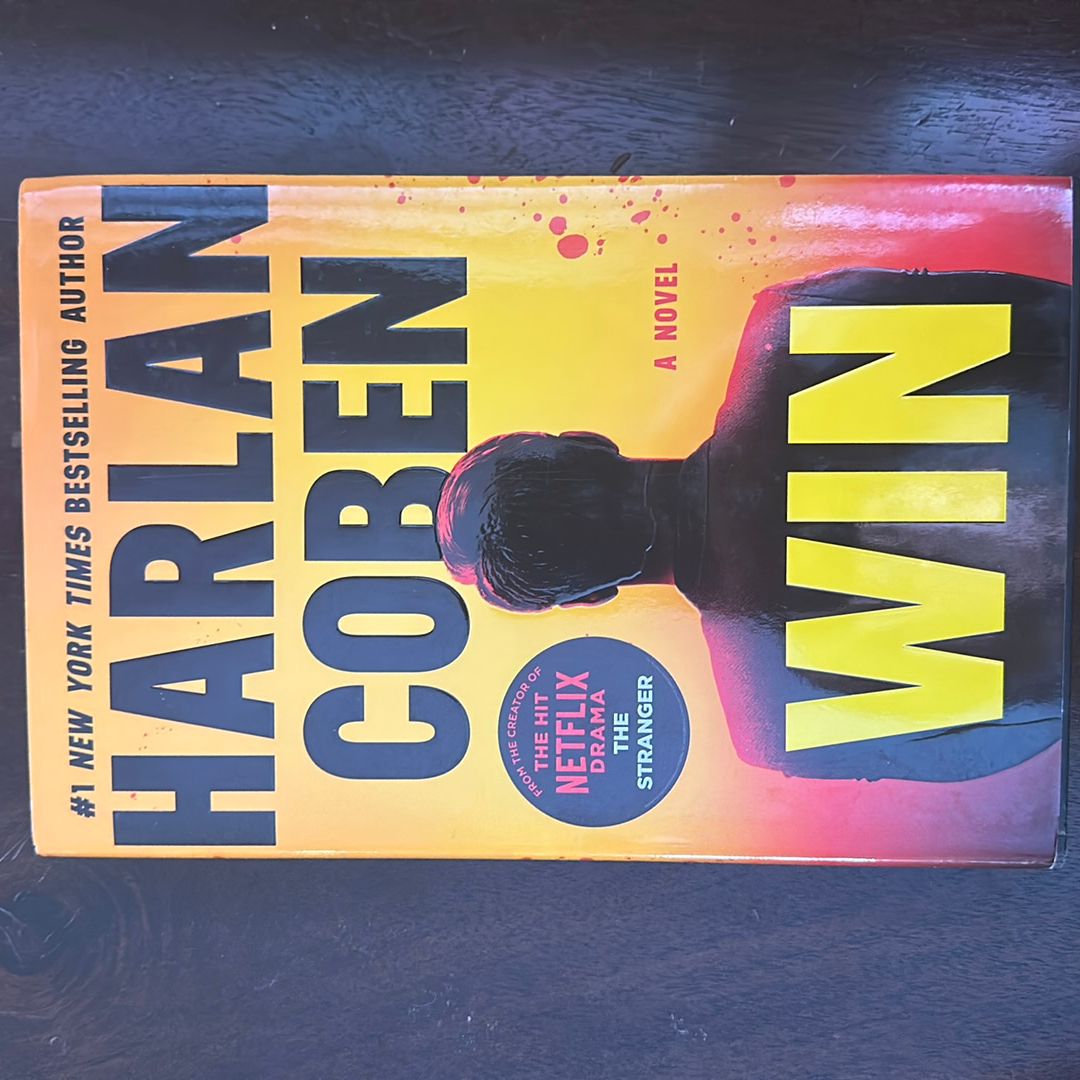 #1 NEW YORK TIMES BESTSELLING AUTHOR
HARLAN
COBEN
FROM THE CREATOR OF
THE HIT
NETFLIX
DRAMA
THE
STRANGER
A NOVEL
WIN